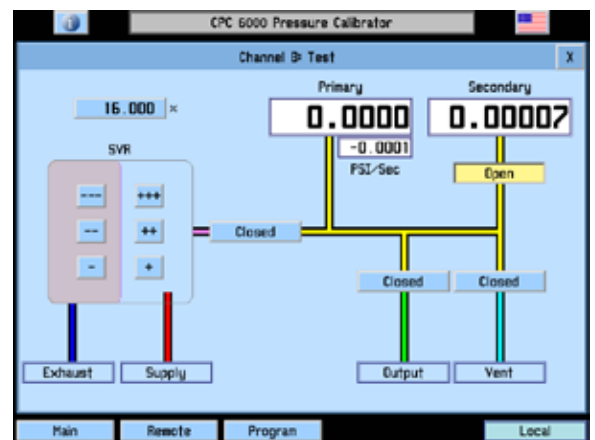 CPC 6000 Pressure Calibrator
Channel B: Test
X
16.000 ×
Primary
0.0000
-0.0001
PSI/Sec
Secondary
0.00007
Open
SVR
--- +++
-- ++
- +
Closed
Closed
Closed
Exhaust
Supply
Output
Vent
Main
Remote
Program
Local